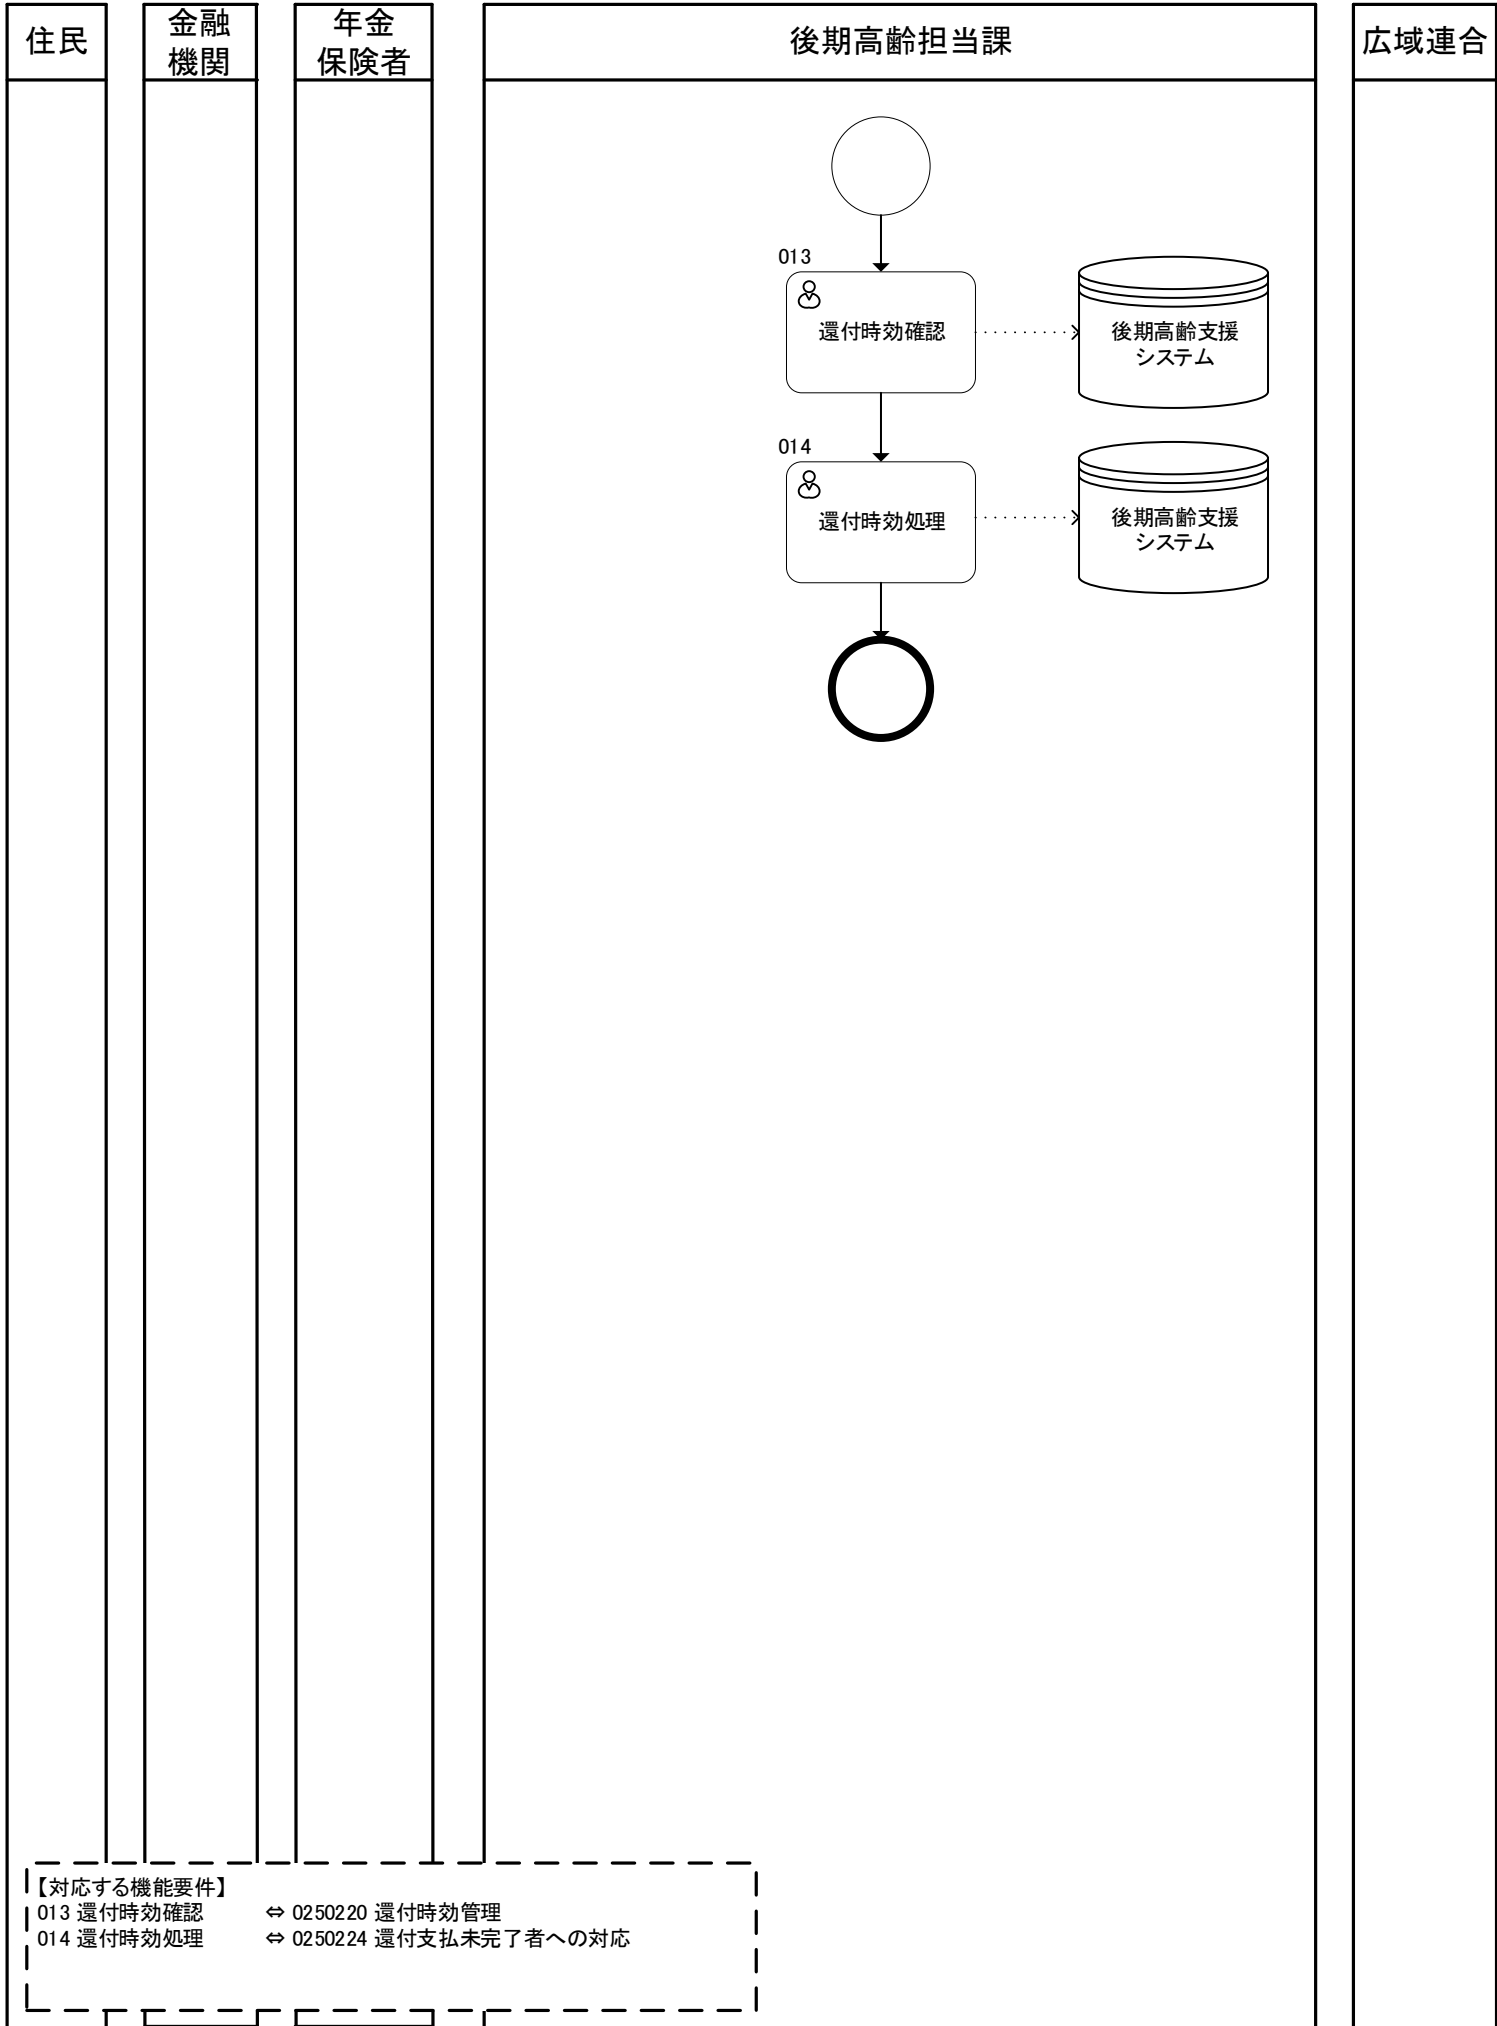 住民
金融
機関
年金
保険者
後期高齢担当課
広域連合
013
還付時効確認
後期高齢支援
システム
014
還付時効処理
後期高齢支援
システム
【対応する機能要件】
013 還付時効確認 ⇔ 0250220 還付時効管理
014 還付時効処理 ⇔ 0250224 還付支払未完了者への対応